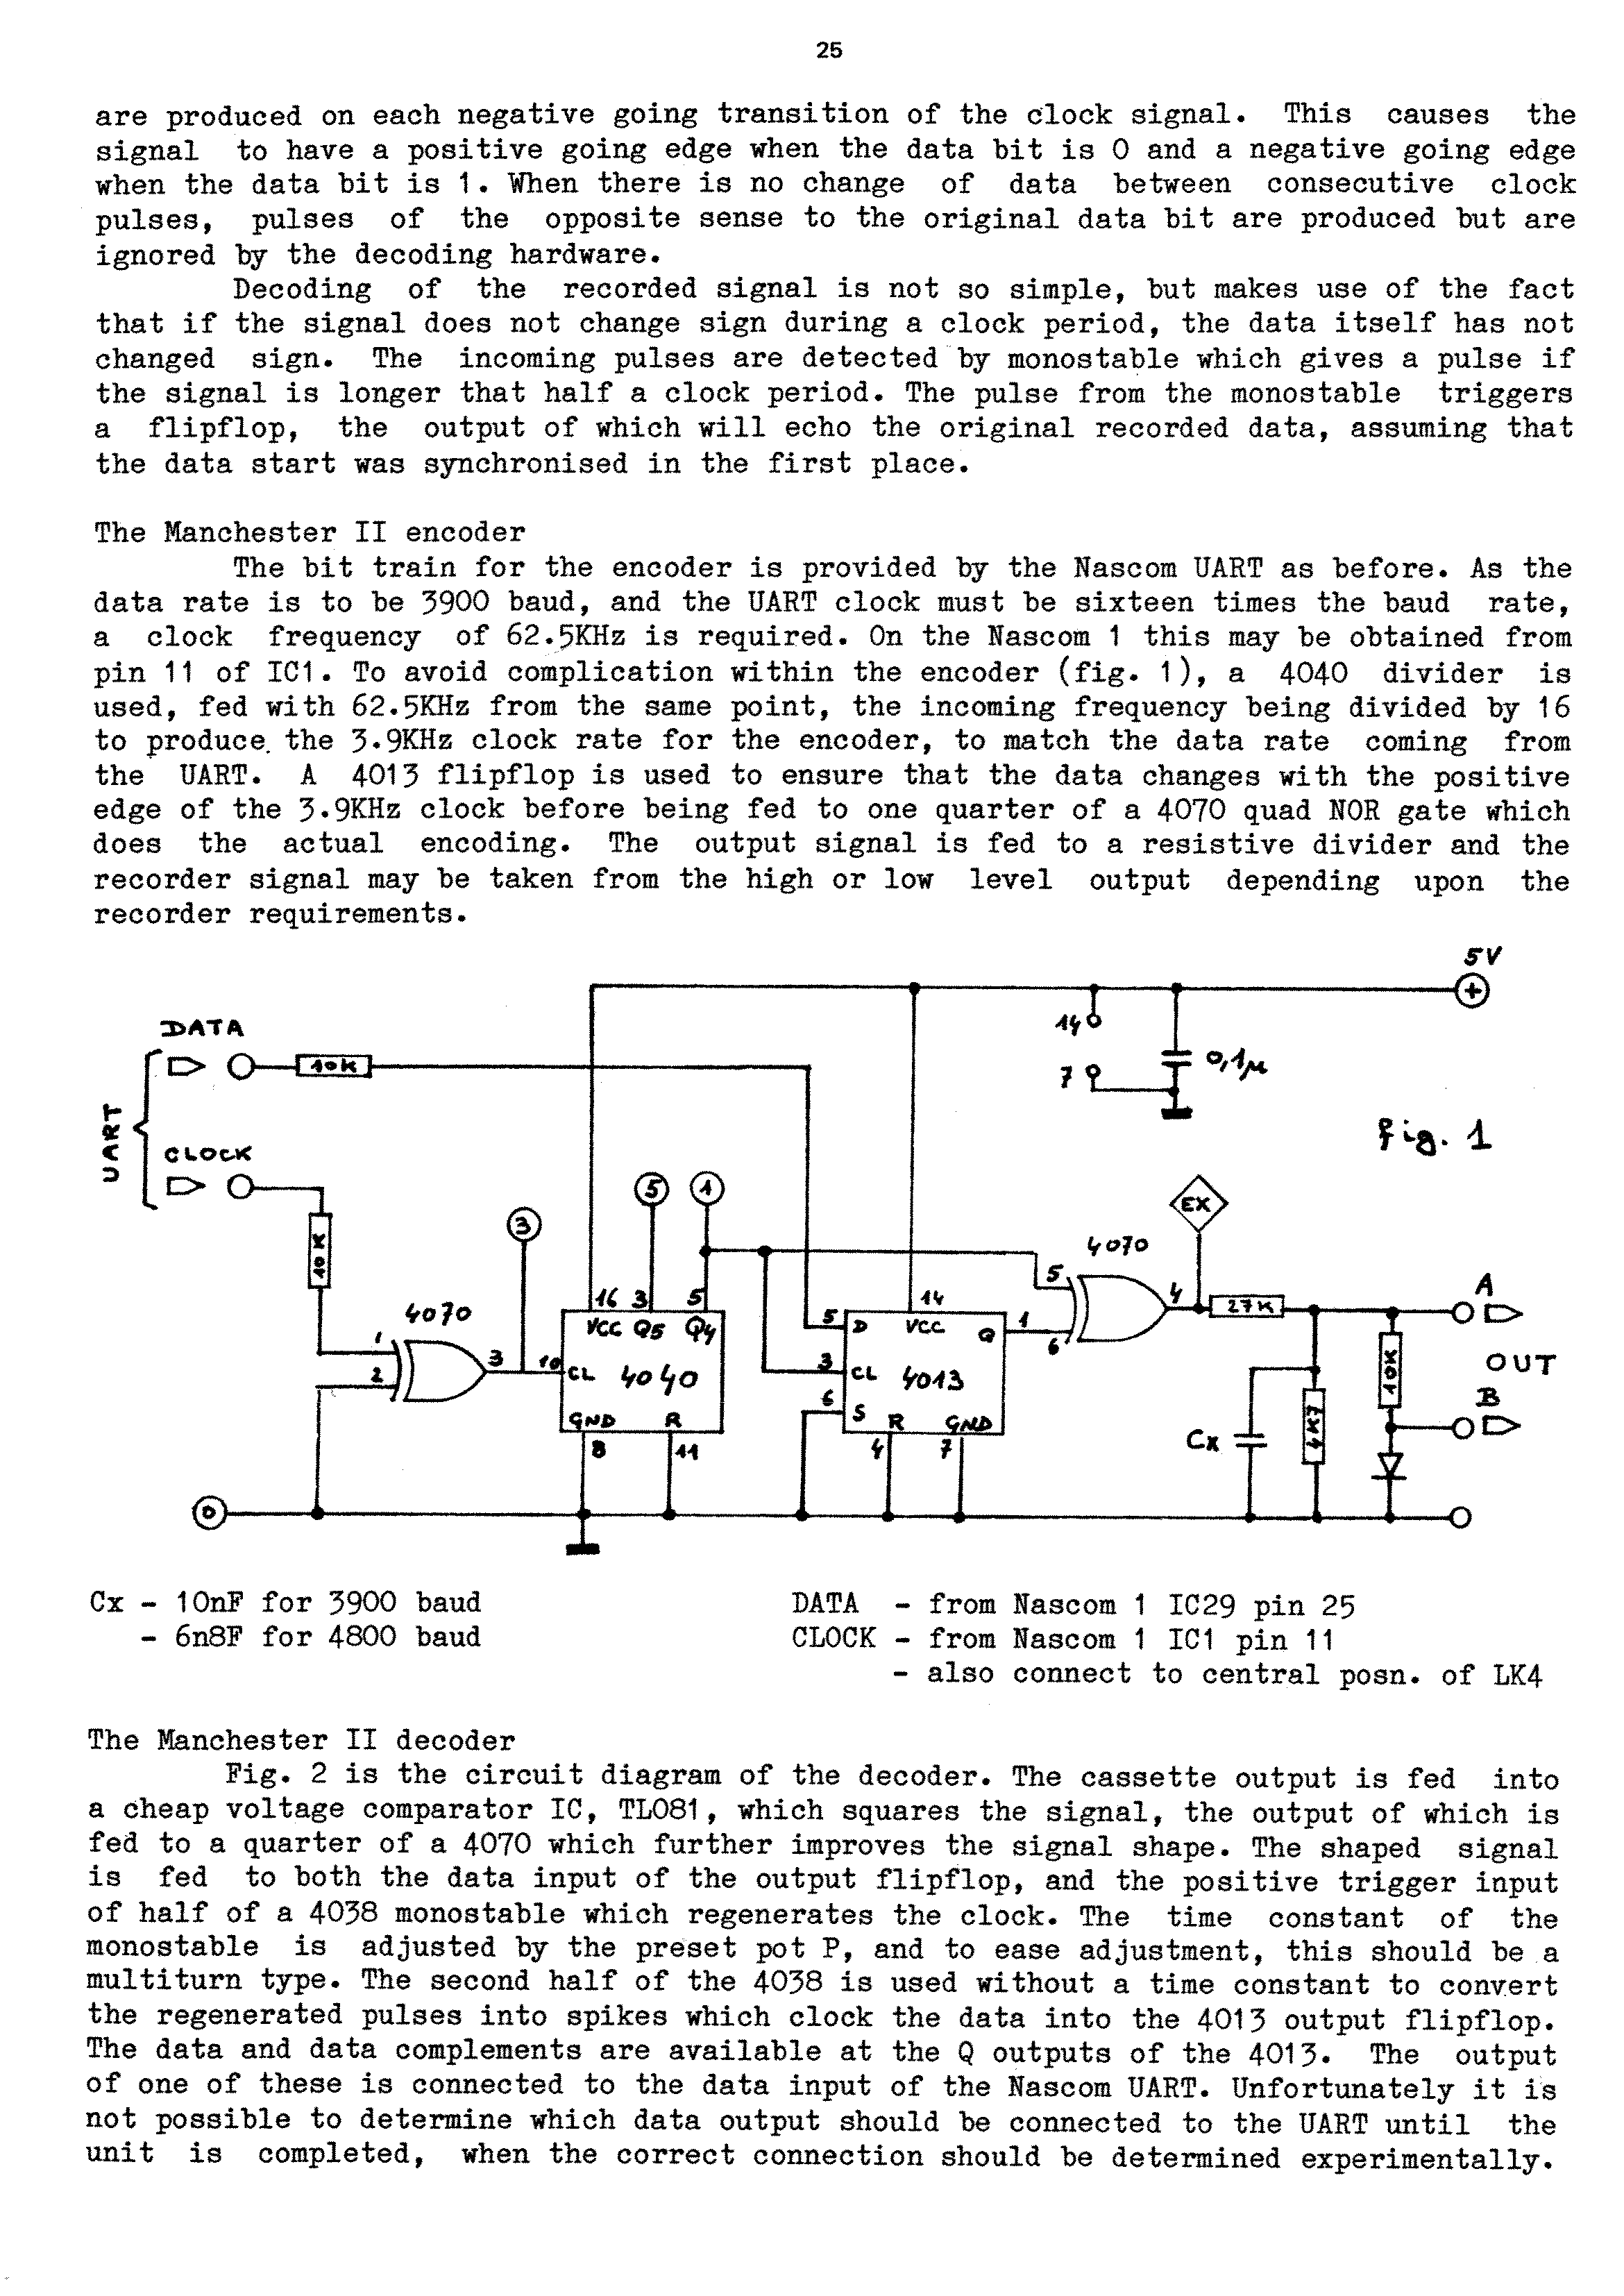 25
are produced on each negative going transition of the clock signal. This causes the
signal to have a positive going edge when the data bit is 0 and a negative going edge
when the data bit is 1. When there is no change of data between consecutive clock
pulses, pulses of the opposite sense to the original data bit are produced but are
ignored by the decoding hardware.
Decoding of the recorded signal is not so simple, but makes use of the fact
that if the signal does not change sign during a clock period, the data itself has not
changed sign. The incoming pulses are detected by monostable which gives a pulse if
the signal is longer that half a clock period. The pulse from the monostable triggers
a flipflop, the output of which will echo the original recorded data, assuming that
the data start was synchronised in the first place.
The Manchester II encoder
The bit train for the encoder is provided by the Nascom UART as before. As the
data rate is to be 3900 baud, and the UART clock must be sixteen times the baud rate,
a clock frequency of 62.5KHz is required. On the Nascom 1 this may be obtained from
pin 11 of IC1. To avoid complication within the encoder (fig. 1), a 4040 divider is
used, fed with 62.5KHz from the same point, the incoming frequency being divided by 16
to produce the 3.9KHz clock rate for the encoder, to match the data rate coming from
the UART. A 4013 flipflop is used to ensure that the data changes with the positive
edge of the 3.9KHz clock before being fed to one quarter of a 4070 quad NOR gate which
does the actual encoding. The output signal is fed to a resistive divider and the
recorder signal may be taken from the high or low level output depending upon the
recorder requirements.
5V
+
DATA
14
10K
0,1µ
7
UART
fig. 1
CLOCK
5 1
EX
3
4070
10K
5
A
16 3 5
14
4
27K
4070
1
VCC Q5 Q4
5 D VCC Q 1
6
3 10 CL 4040
3 CL 4013
10K
OUT
2
6 S
B
GND R
R GND
Cx
4K7
8 11
4 7
0
Cx - 10nF for 3900 baud
- 6n8F for 4800 baud
DATA - from Nascom 1 IC29 pin 25
CLOCK - from Nascom 1 IC1 pin 11
- also connect to central posn. of LK4
The Manchester II decoder
Fig. 2 is the circuit diagram of the decoder. The cassette output is fed into
a cheap voltage comparator IC, TL081, which squares the signal, the output of which is
fed to a quarter of a 4070 which further improves the signal shape. The shaped signal
is fed to both the data input of the output flipflop, and the positive trigger input
of half of a 4038 monostable which regenerates the clock. The time constant of the
monostable is adjusted by the preset pot P, and to ease adjustment, this should be a
multiturn type. The second half of the 4038 is used without a time constant to convert
the regenerated pulses into spikes which clock the data into the 4013 output flipflop.
The data and data complements are available at the Q outputs of the 4013. The output
of one of these is connected to the data input of the Nascom UART. Unfortunately it is
not possible to determine which data output should be connected to the UART until the
unit is completed, when the correct connection should be determined experimentally.